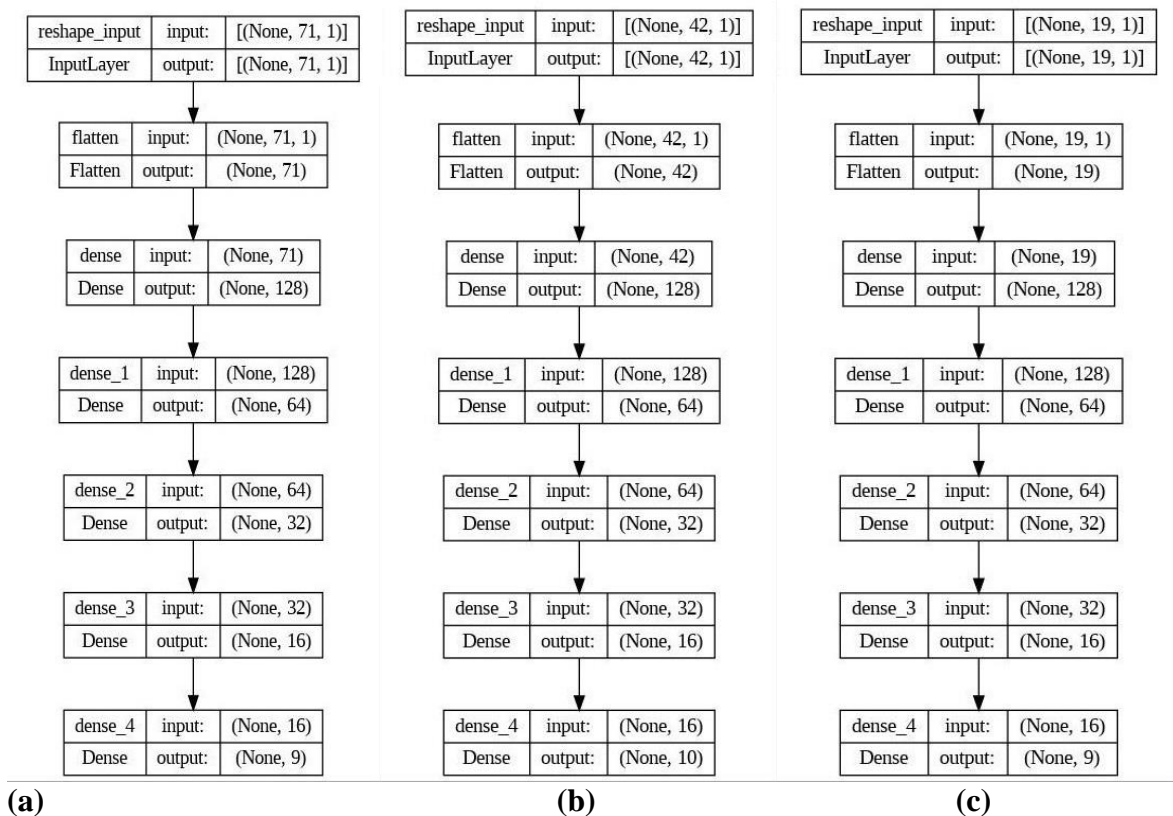 reshape_input input: [(None, 71, 1)]
InputLayer output: [(None, 71, 1)]
flatten input: (None, 71, 1)
Flatten output: (None, 71)
dense input: (None, 71)
Dense output: (None, 128)
dense_1 input: (None, 128)
Dense output: (None, 64)
dense_2 input: (None, 64)
Dense output: (None, 32)
dense_3 input: (None, 32)
Dense output: (None, 16)
dense_4 input: (None, 16)
Dense output: (None, 9)
(a)
reshape_input input: [(None, 42, 1)]
InputLayer output: [(None, 42, 1)]
flatten input: (None, 42, 1)
Flatten output: (None, 42)
dense input: (None, 42)
Dense output: (None, 128)
dense_1 input: (None, 128)
Dense output: (None, 64)
dense_2 input: (None, 64)
Dense output: (None, 32)
dense_3 input: (None, 32)
Dense output: (None, 16)
dense_4 input: (None, 16)
Dense output: (None, 10)
(b)
reshape_input input: [(None, 19, 1)]
InputLayer output: [(None, 19, 1)]
flatten input: (None, 19, 1)
Flatten output: (None, 19)
dense input: (None, 19)
Dense output: (None, 128)
dense_1 input: (None, 128)
Dense output: (None, 64)
dense_2 input: (None, 64)
Dense output: (None, 32)
dense_3 input: (None, 32)
Dense output: (None, 16)
dense_4 input: (None, 16)
Dense output: (None, 9)
(c)